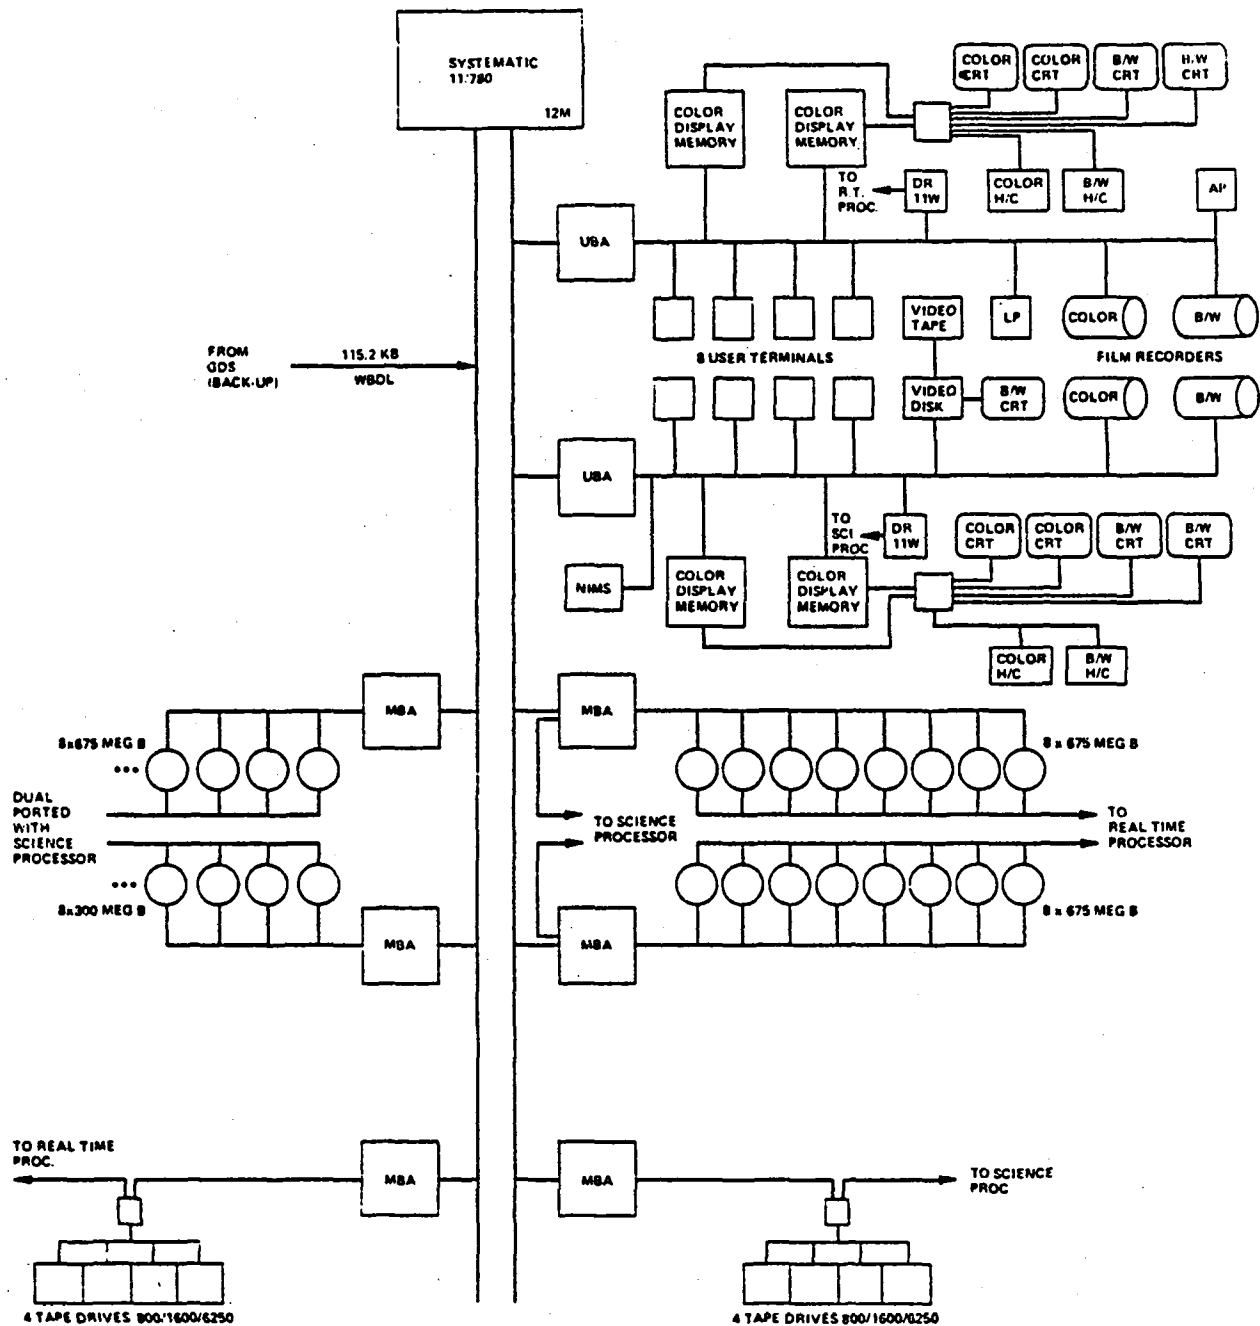 SYSTEMATIC
11/780
12M
COLOR
CRT
COLOR
CRT
B/W
CRT
B/W
CRT
COLOR
DISPLAY
MEMORY
COLOR
DISPLAY
MEMORY
TO
R.T.
PROC.
DR
11W
COLOR
H/C
B/W
H/C
AP
UBA
VIDEO
TAPE
LP
COLOR
B/W
8 USER TERMINALS
FILM RECORDERS
FROM
GDS
(BACK-UP)
115.2 KB
WBDL
VIDEO
DISK
B/W
CRT
COLOR
B/W
UBA
TO
SCI
PROC
DR
11W
COLOR
CRT
COLOR
CRT
B/W
CRT
B/W
CRT
NIMS
COLOR
DISPLAY
MEMORY
COLOR
DISPLAY
MEMORY
COLOR
H/C
B/W
H/C
MBA
MBA
8x675 MEG B
8 x 675 MEG B
DUAL
PORTED
WITH
SCIENCE
PROCESSOR
TO SCIENCE
PROCESSOR
TO
REAL TIME
PROCESSOR
8x300 MEG B
8 x 675 MEG B
MBA
MBA
TO REAL TIME
PROC.
MBA
MBA
TO SCIENCE
PROC
4 TAPE DRIVES 800/1600/6250
4 TAPE DRIVES 800/1600/6250